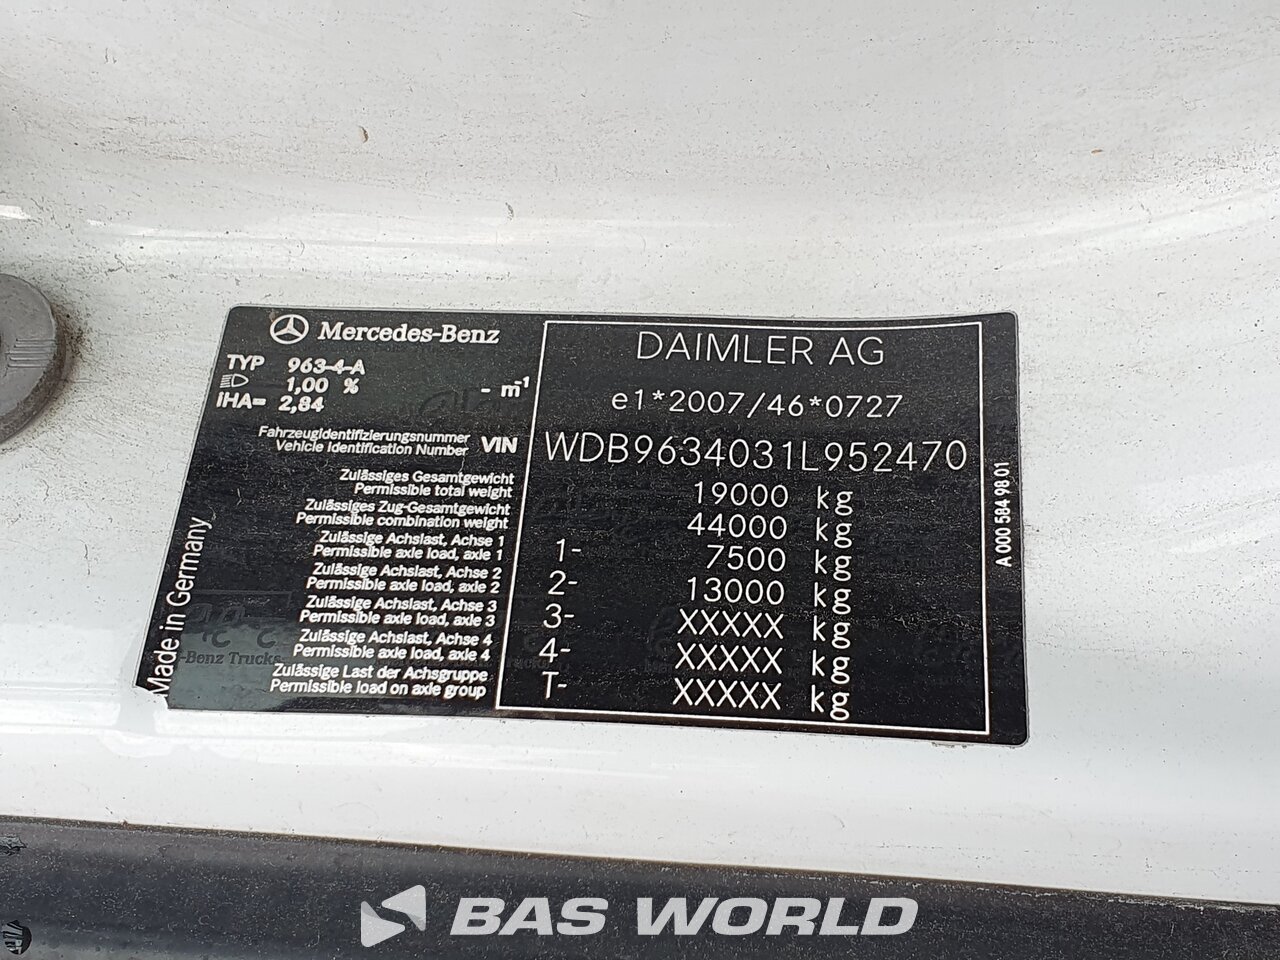 Mercedes-Benz
TYP 963-4-A
1,00 % - m⁻¹
IHA= 2,84
DAIMLER AG
e1*2007/46*0727
Fahrzeugidentifizierungsnummer
Vehicle Identification Number VIN WDB9634031L952470
Zulässiges Gesamtgewicht
Permissible total weight 19000 kg
Zulässiges Zug-Gesamtgewicht
Permissible combination weight 44000 kg
Zulässige Achslast, Achse 1
Permissible axle load, axle 1 1- 7500 kg
Zulässige Achslast, Achse 2
Permissible axle load, axle 2 2- 13000 kg
Zulässige Achslast, Achse 3
Permissible axle load, axle 3 3- XXXXX kg
Zulässige Achslast, Achse 4
Permissible axle load, axle 4 4- XXXXX kg
Zulässige Last der Achsgruppe
Permissible load on axle group T- XXXXX kg
Made in Germany
-Benz Trucks
A 000 584 98 01
BAS WORLD